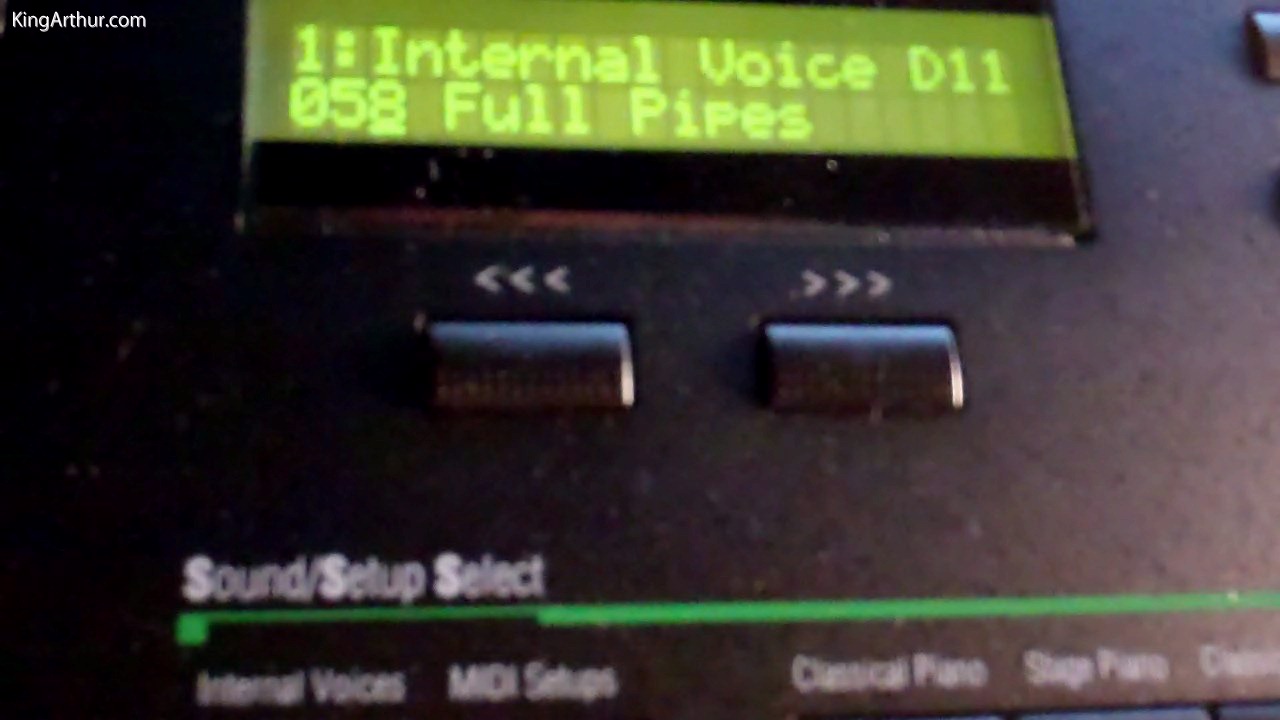 KingArthur.com
1:Internal Voice D11
058 Full Pipes
<<< >>>
Sound/Setup Select
Internal Voices MIDI Setups Classical Piano Stage Piano